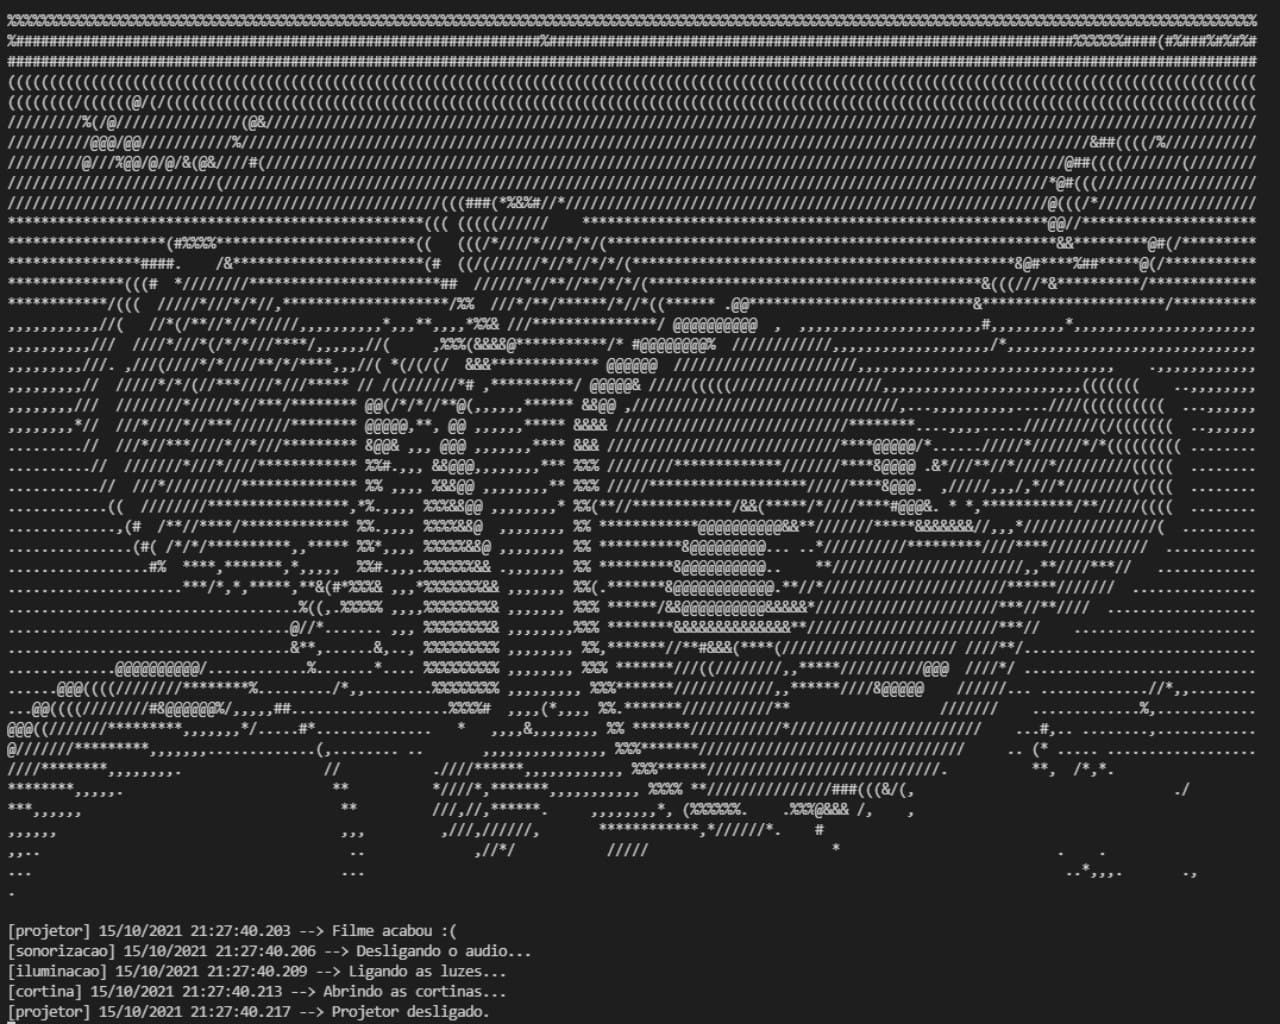 [projetor] 15/10/2021 21:27:40.203 --> Filme acabou :(
[sonorizacao] 15/10/2021 21:27:40.206 --> Desligando o audio...
[iluminacao] 15/10/2021 21:27:40.209 --> Ligando as luzes...
[cortina] 15/10/2021 21:27:40.213 --> Abrindo as cortinas...
[projetor] 15/10/2021 21:27:40.217 --> Projetor desligado.